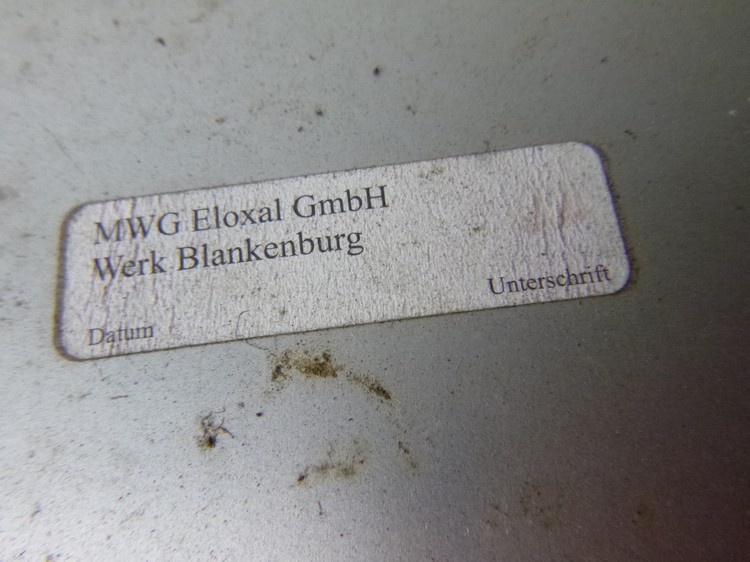 MWG Eloxal GmbH
Werk Blankenburg
Datum
Unterschrift